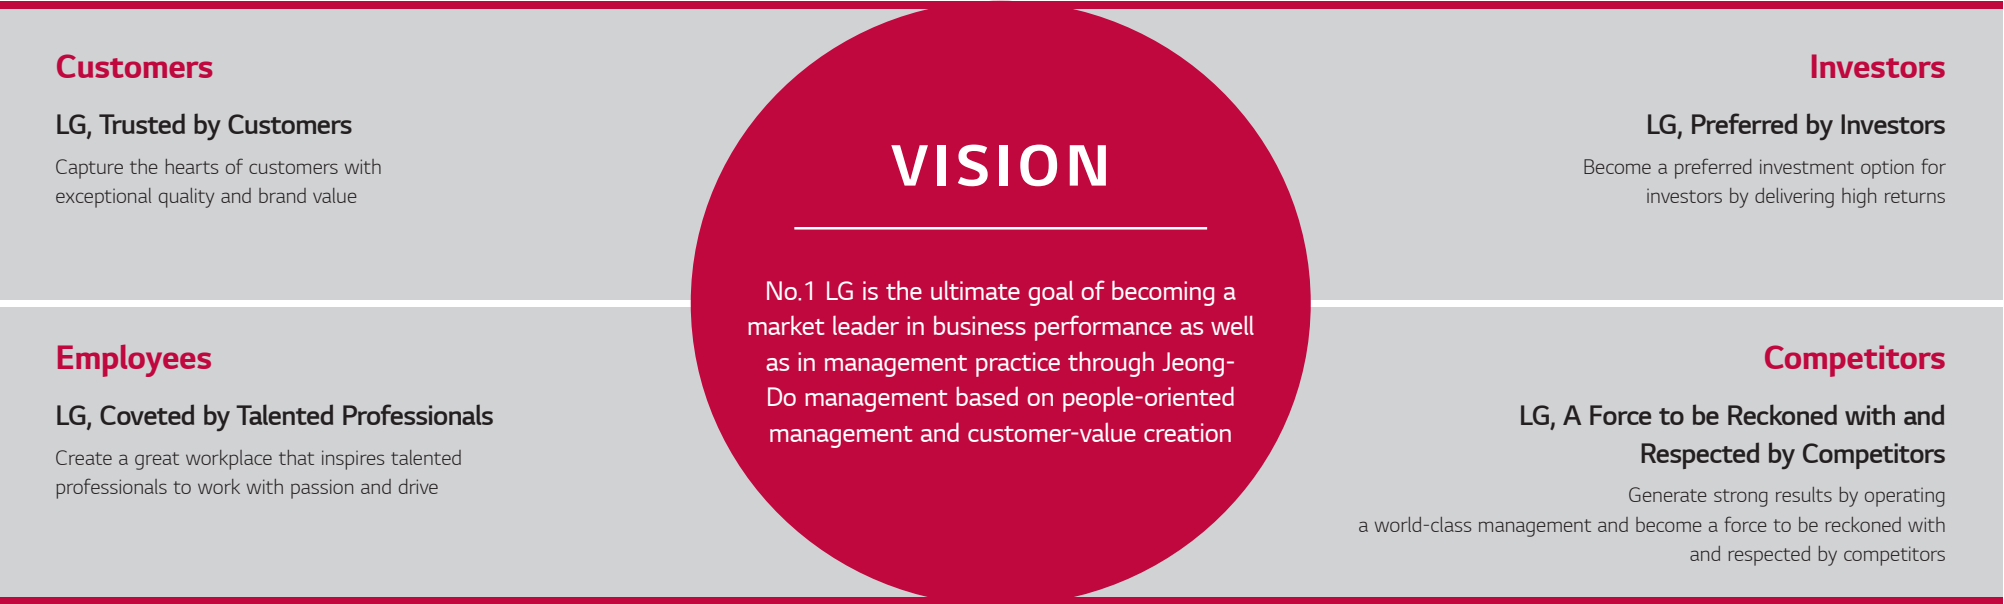 Customers
LG, Trusted by Customers
Capture the hearts of customers with
exceptional quality and brand value
Investors
LG, Preferred by Investors
Become a preferred investment option for
investors by delivering high returns
VISION
No.1 LG is the ultimate goal of becoming a
market leader in business performance as well
as in management practice through Jeong-
Do management based on people-oriented
management and customer-value creation
Employees
LG, Coveted by Talented Professionals
Create a great workplace that inspires talented
professionals to work with passion and drive
Competitors
LG, A Force to be Reckoned with and
Respected by Competitors
Generate strong results by operating
a world-class management and become a force to be reckoned with
and respected by competitors